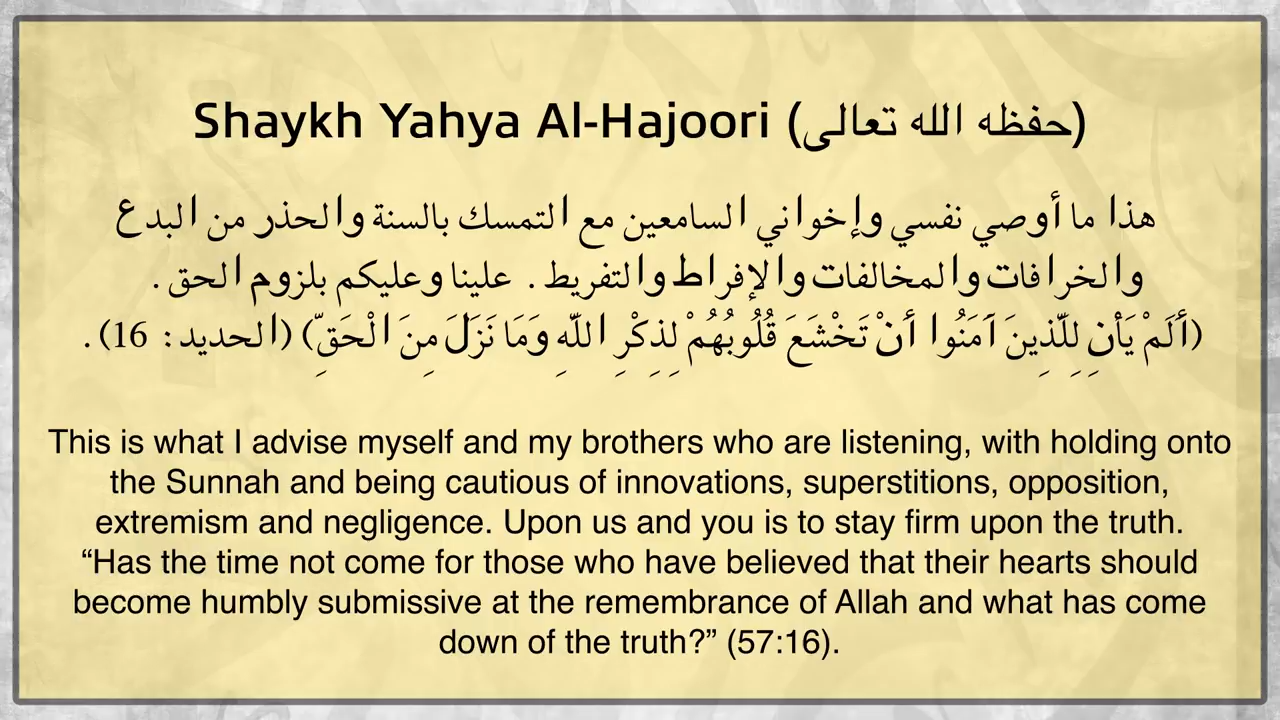 Shaykh Yahya Al-Hajoori (حفظه الله تعالى)
هذا ما أوصي نفسي وإخواني السامعين مع التمسك بالسنة والحذر من البدع
والخرافات والمخالفات والإفراط والتفريط . علينا وعليكم بلزوم الحق .
(أَلَمْ يَأْنِ لِلَّذِينَ آمَنُوا أَنْ تَخْشَعَ قُلُوبُهُمْ لِذِكْرِ اللَّهِ وَمَا نَزَلَ مِنَ الْحَقِّ) (الحديد: 16) .
This is what I advise myself and my brothers who are listening, with holding onto
the Sunnah and being cautious of innovations, superstitions, opposition,
extremism and negligence. Upon us and you is to stay firm upon the truth.
“Has the time not come for those who have believed that their hearts should
become humbly submissive at the remembrance of Allah and what has come
down of the truth?” (57:16).